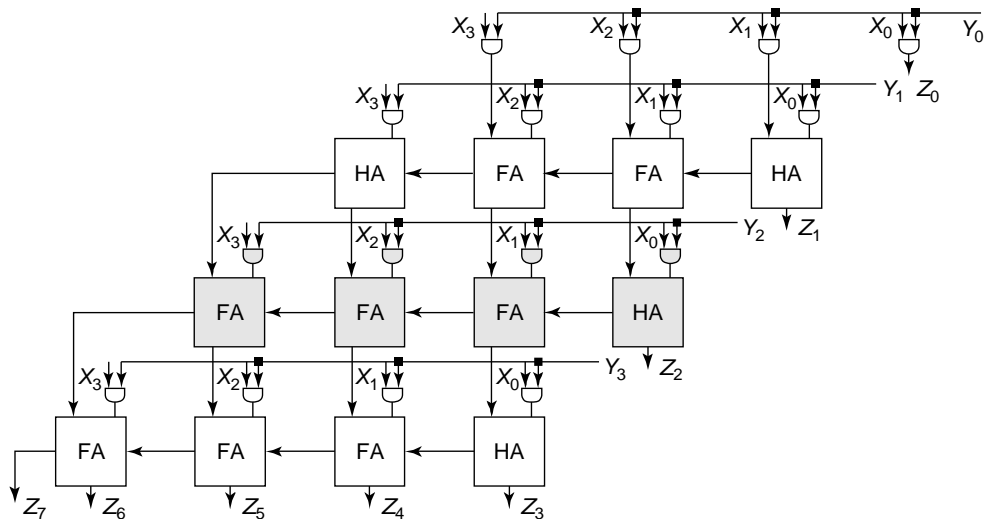 X3 X2 X1 X0 Y0
X3 X2 X1 X0 Y1 Z0
HA FA FA HA
X3 X2 X1 X0 Y2 Z1
FA FA FA HA
X3 X2 X1 X0 Y3 Z2
FA FA FA HA
Z7 Z6 Z5 Z4 Z3